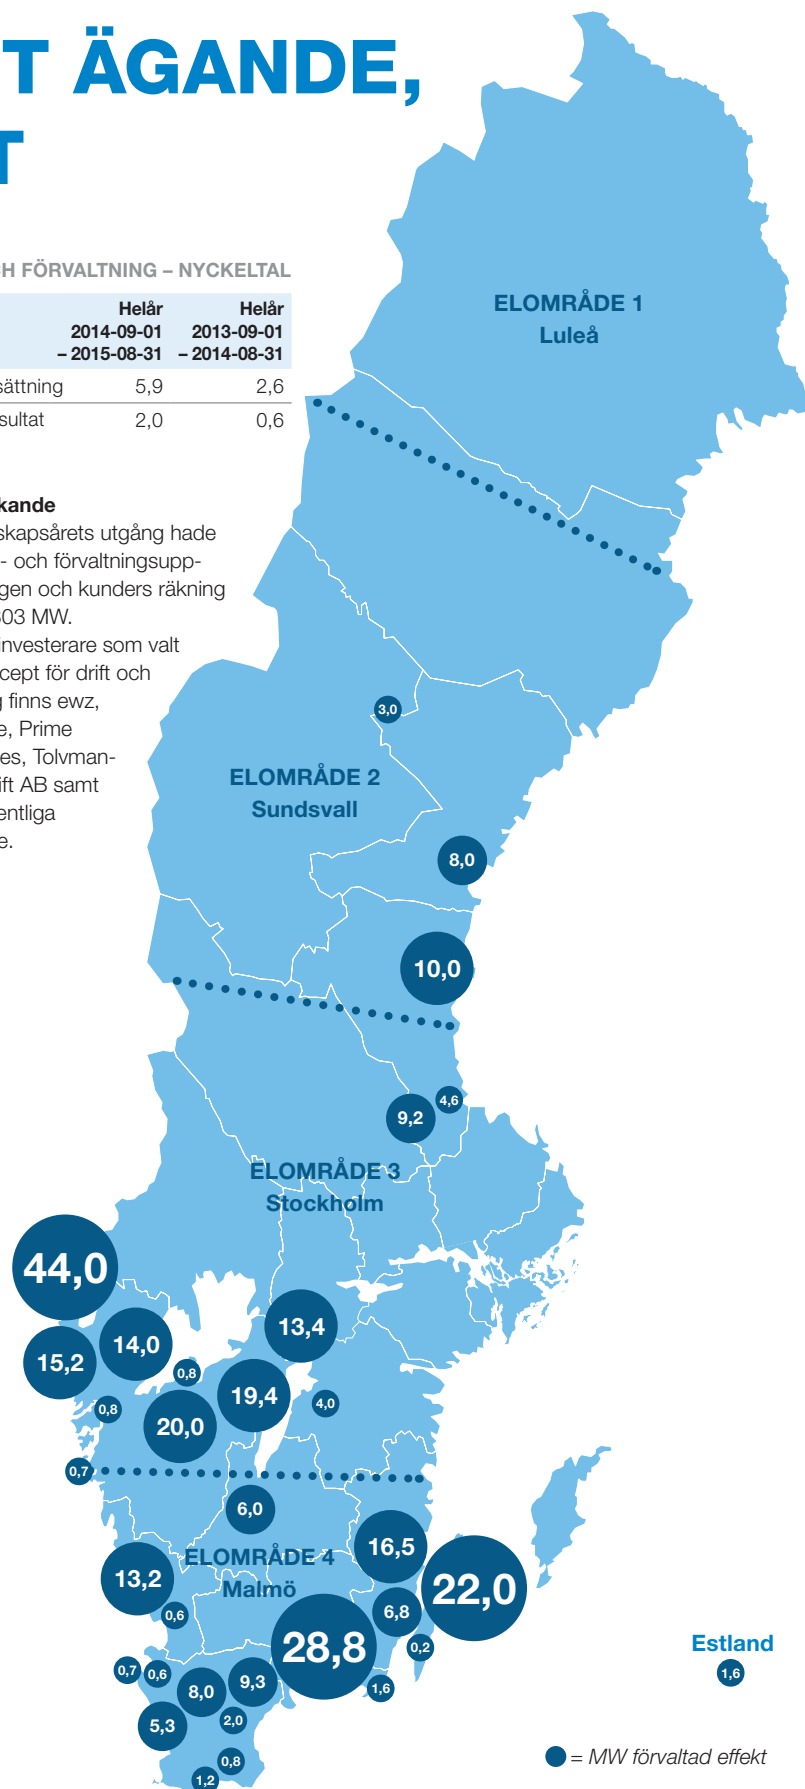 T ÄGANDE,
T
CH FÖRVALTNING – NYCKELTAL
Helår Helår
2014-09-01 2013-09-01
– 2015-08-31 – 2014-08-31
sättning 5,9 2,6
sultat 2,0 0,6
kande
skapsårets utgång hade
- och förvaltningsupp-
gen och kunders räkning
303 MW.
investerare som valt
cept för drift och
g finns ewz,
e, Prime
es, Tolvman-
ift AB samt
entliga
e.
ELOMRÅDE 1
Luleå
3,0
ELOMRÅDE 2
Sundsvall
8,0
10,0
4,6
9,2
ELOMRÅDE 3
Stockholm
44,0
13,4
14,0
15,2
0,8
19,4
4,0
0,8
20,0
0,7
6,0
16,5
ELOMRÅDE 4
Malmö
13,2
22,0
6,8
0,6
28,8
0,2
Estland
1,6
0,7
0,6
9,3
8,0
1,6
2,0
5,3
0,8
1,2
= MW förvaltad effekt